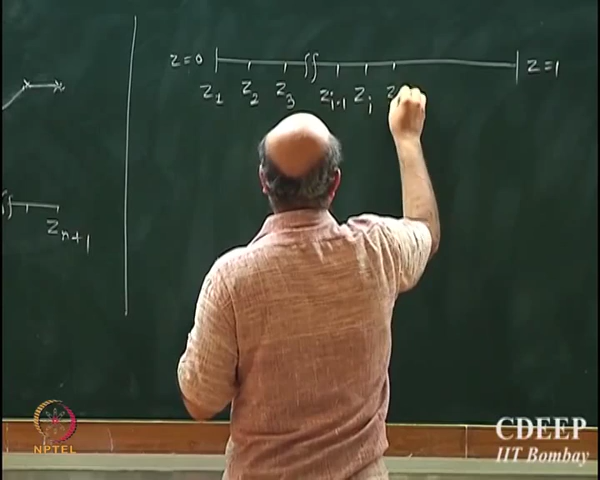 z=0 z=1
z₁ z₂ z₃ zᵢ₋₁ zᵢ z
zₙ₊₁
NPTEL
CDEEP
IIT Bombay